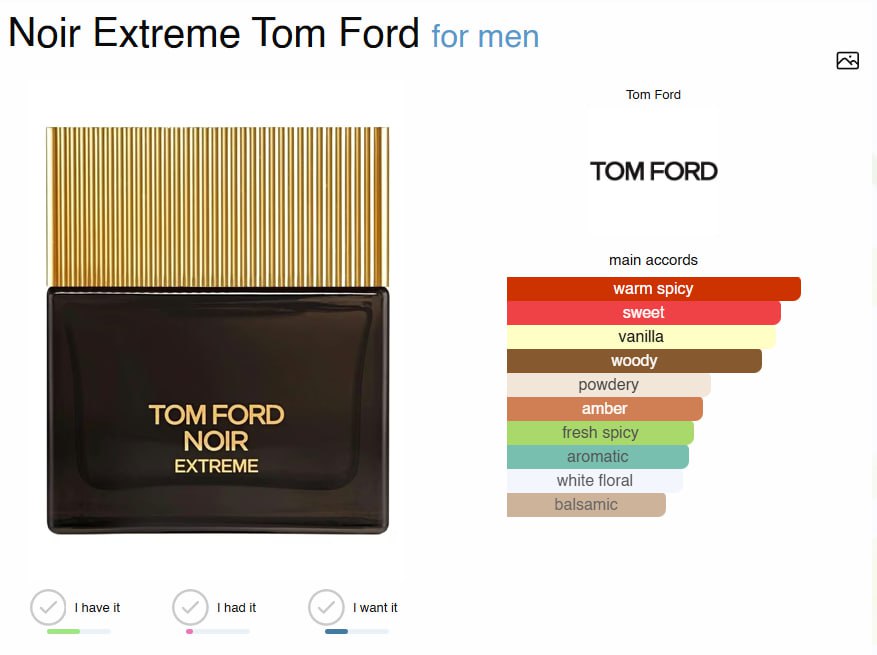 Noir Extreme Tom Ford for men
Tom Ford
TOM FORD
main accords
warm spicy
sweet
vanilla
woody
powdery
amber
fresh spicy
aromatic
white floral
balsamic
TOM FORD
NOIR
EXTREME
I have it
I had it
I want it